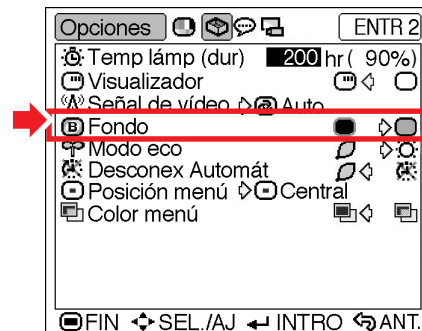 Opciones ENTR 2
Temp lámp (dur) 200 hr ( 90%)
Visualizador
Señal de vídeo Auto
B Fondo
Modo eco
Desconex Automát
Posición menú Central
Color menú
FIN SEL./AJ INTRO ANT.